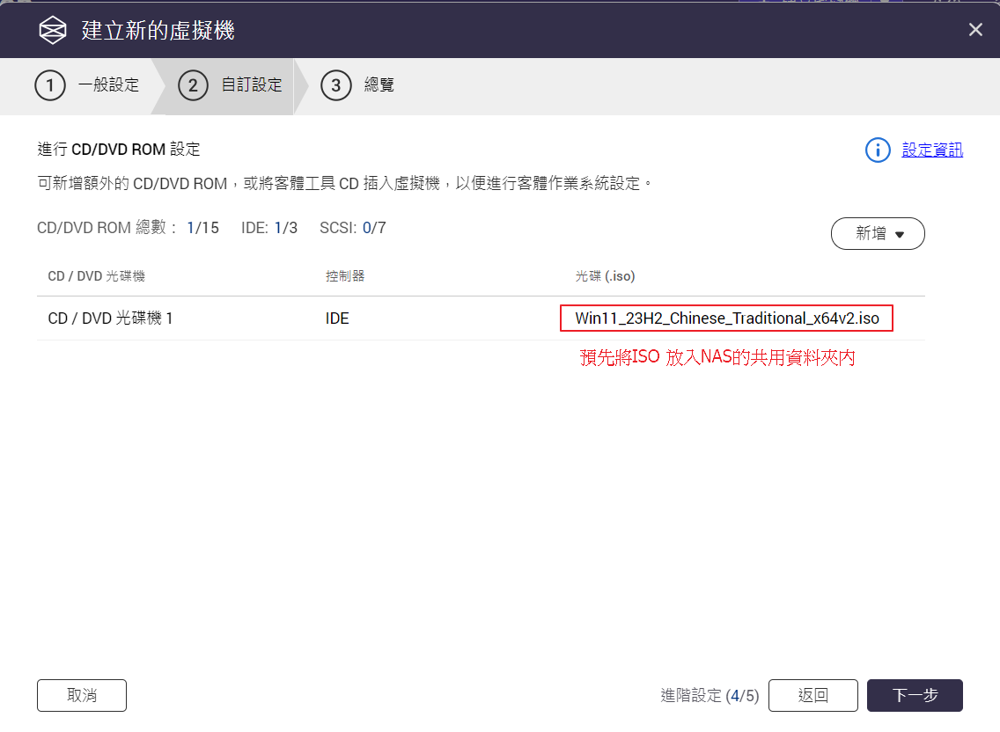 建立新的虛擬機
1 一般設定 2 自訂設定 3 總覽
進行 CD/DVD ROM 設定
設定資訊
可新增額外的 CD/DVD ROM，或將客體工具 CD 插入虛擬機，以便進行客體作業系統設定。
CD/DVD ROM 總數： 1/15 IDE: 1/3 SCSI: 0/7
新增
CD / DVD 光碟機 控制器 光碟 (.iso)
CD / DVD 光碟機 1 IDE Win11_23H2_Chinese_Traditional_x64v2.iso
預先將ISO 放入NAS的共用資料夾內
取消 進階設定 (4/5) 返回 下一步